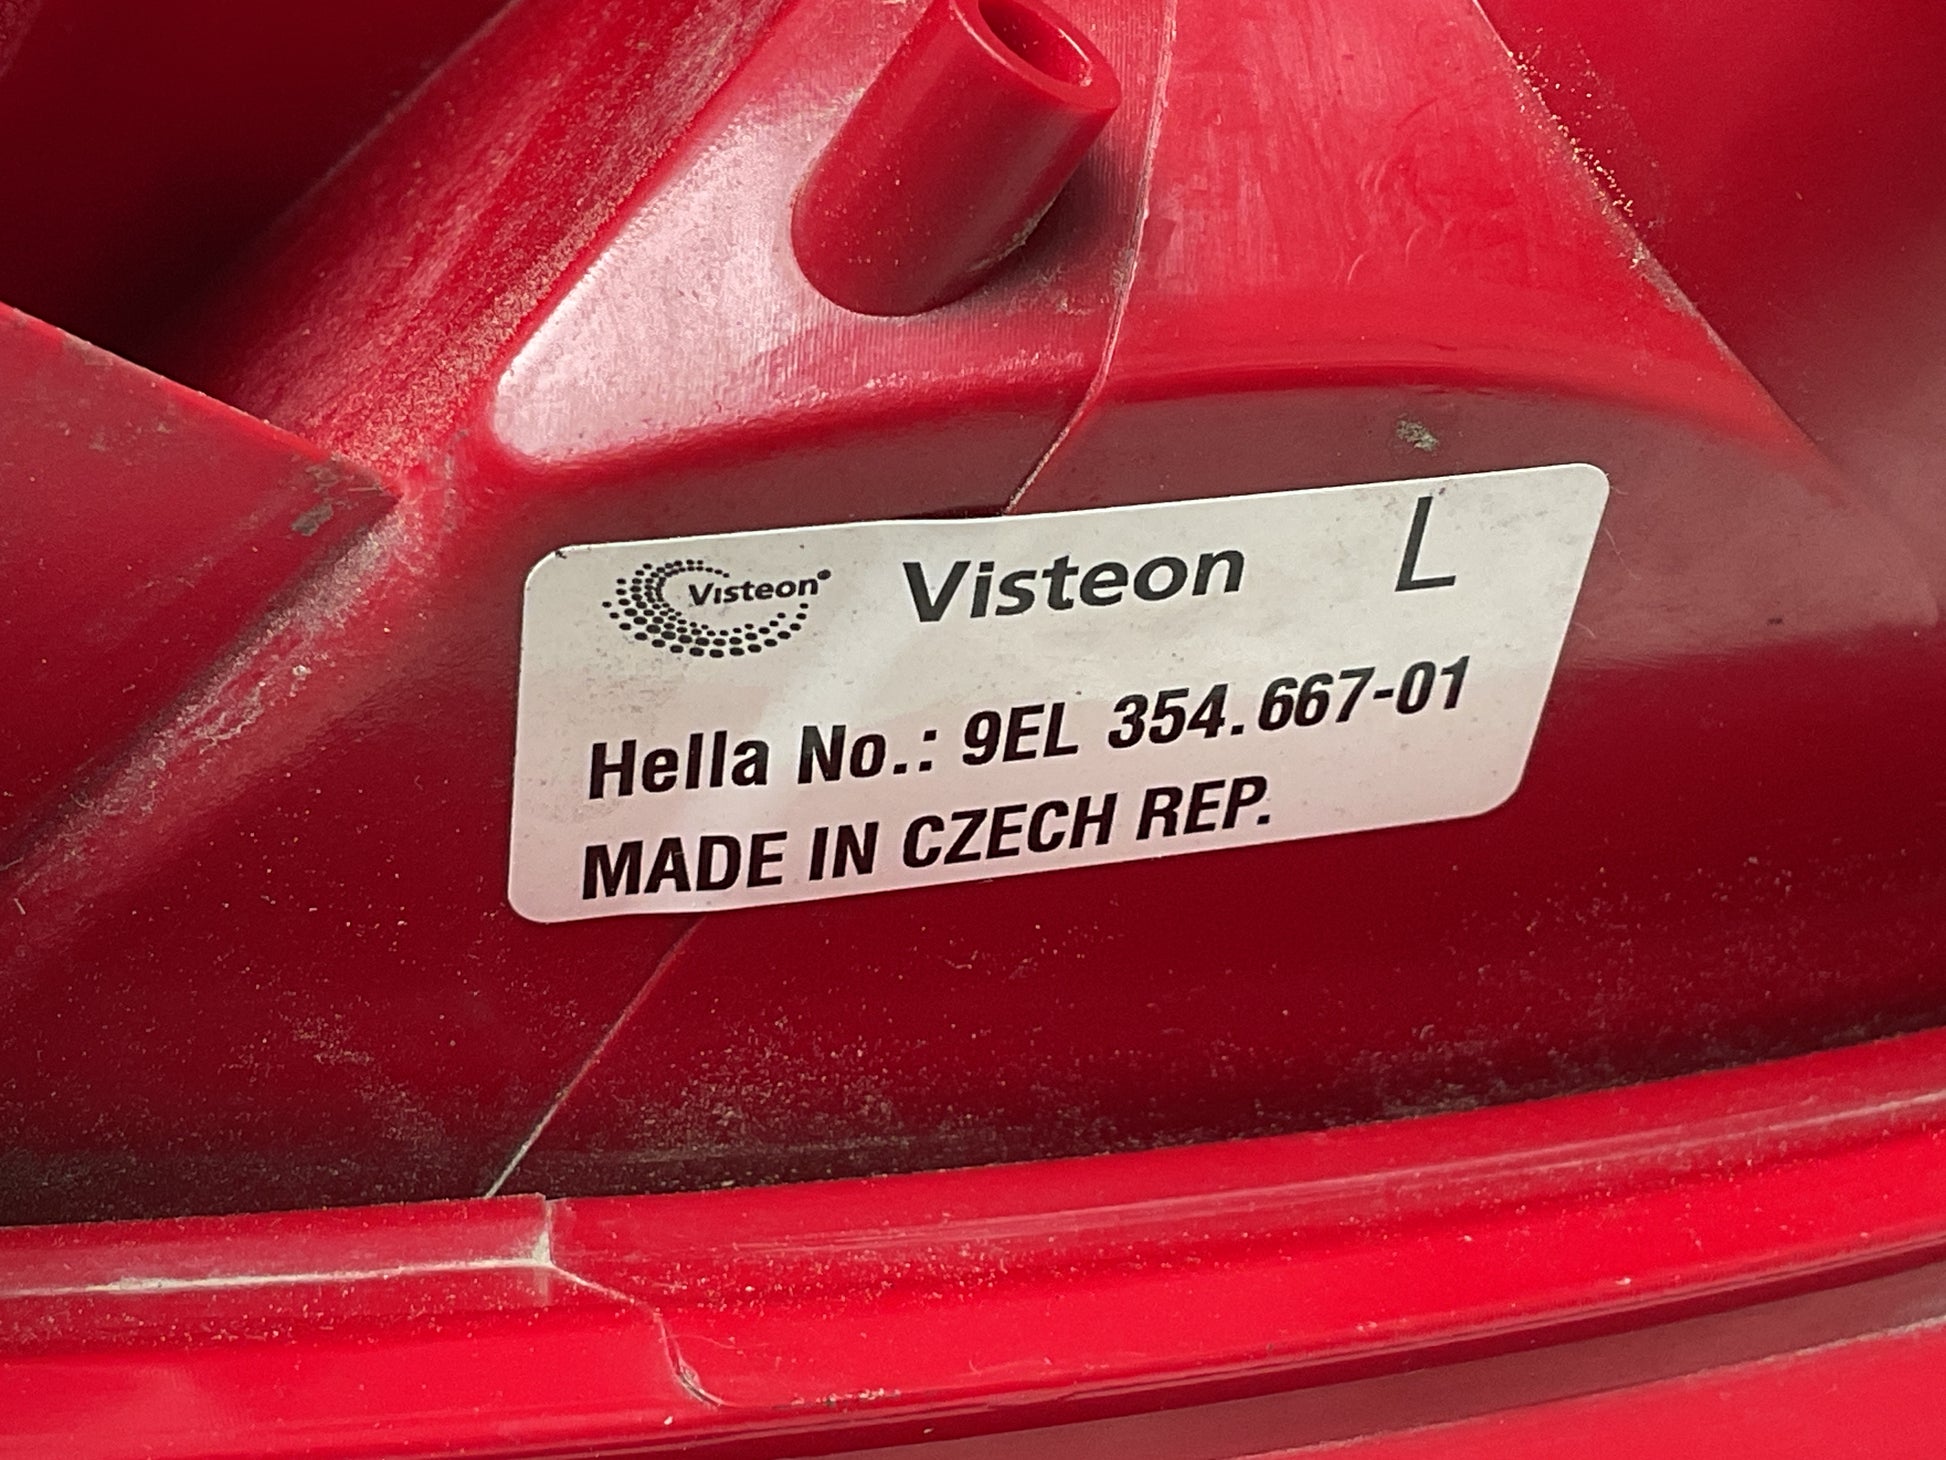 Visteon Visteon L
Hella No.: 9EL 354.667-01
MADE IN CZECH REP.